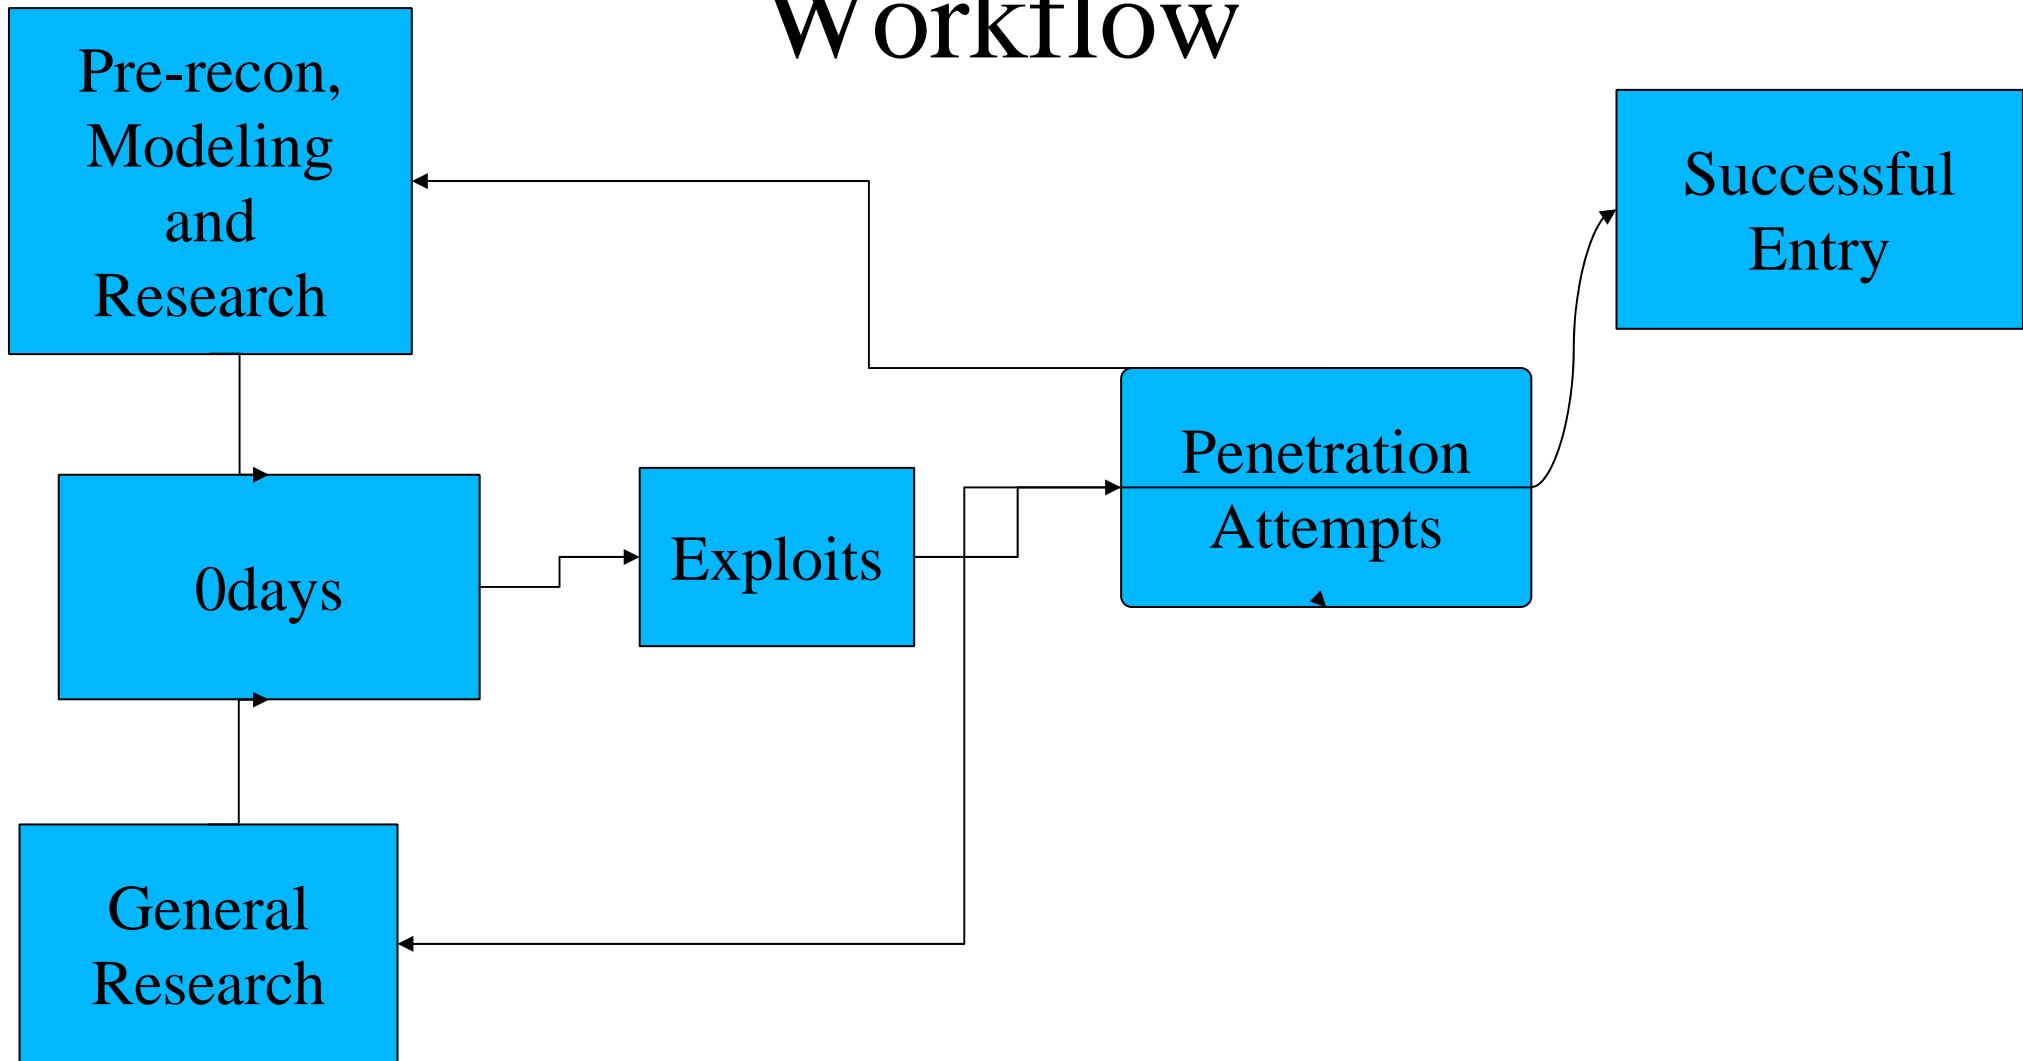 Workflow
Pre-recon,
Modeling
and
Research
Successful
Entry
Penetration
Attempts
Exploits
0days
General
Research